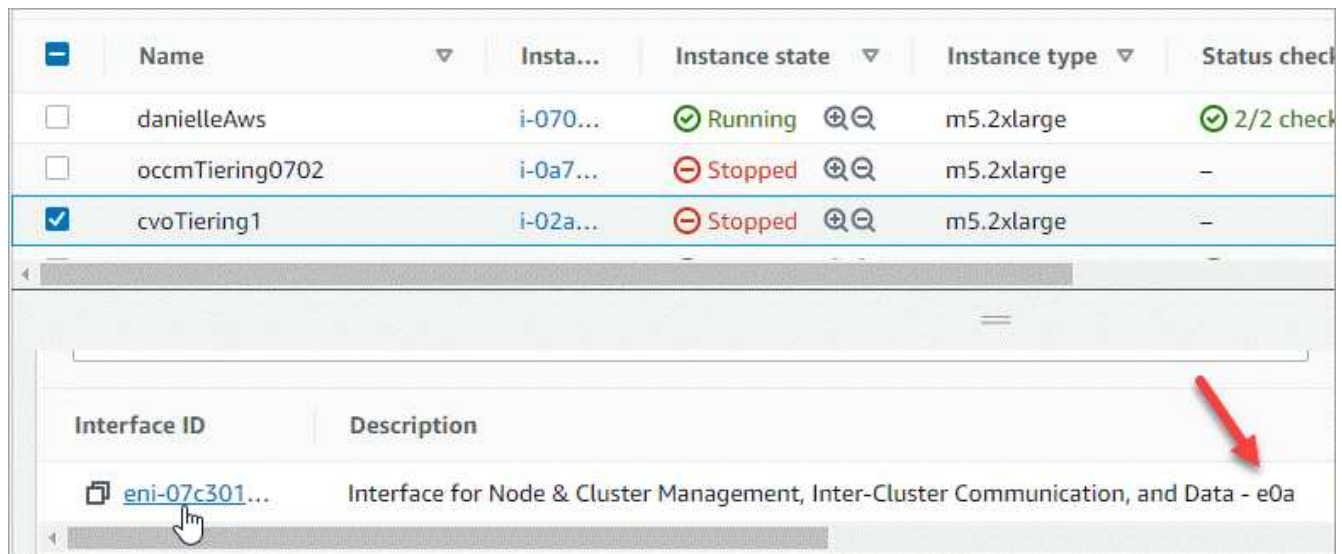 Name Insta... Instance state Instance type Status check
danielleAws i-070... Running m5.2xlarge 2/2 check
occmTiering0702 i-0a7... Stopped m5.2xlarge –
cvoTiering1 i-02a... Stopped m5.2xlarge –
Interface ID Description
eni-07c301... Interface for Node & Cluster Management, Inter-Cluster Communication, and Data - e0a